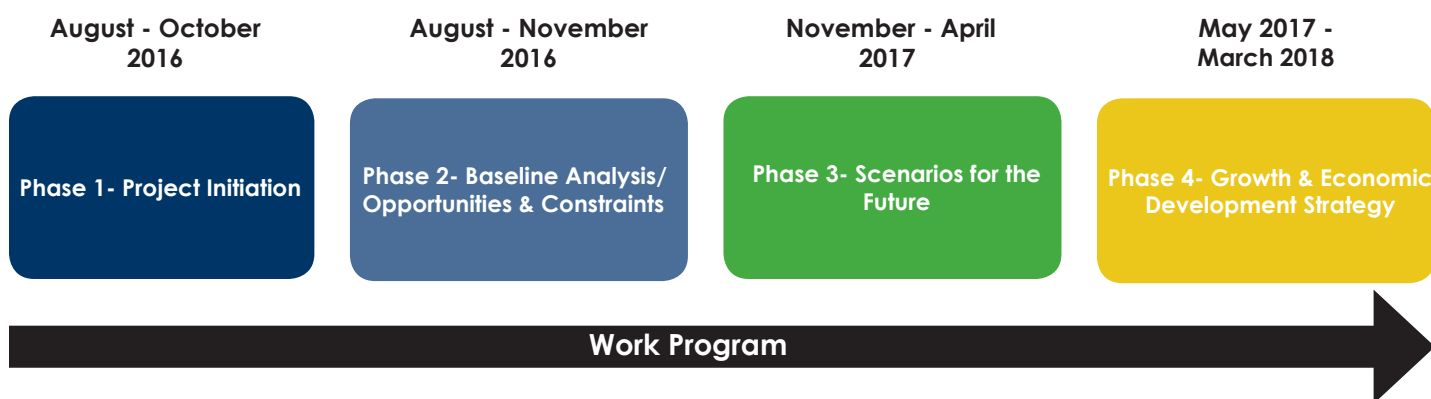 August - October
2016
August - November
2016
November - April
2017
May 2017 -
March 2018
Phase 1- Project Initiation
Phase 2- Baseline Analysis/
Opportunities & Constraints
Phase 3- Scenarios for the
Future
Phase 4- Growth & Economic
Development Strategy
Work Program